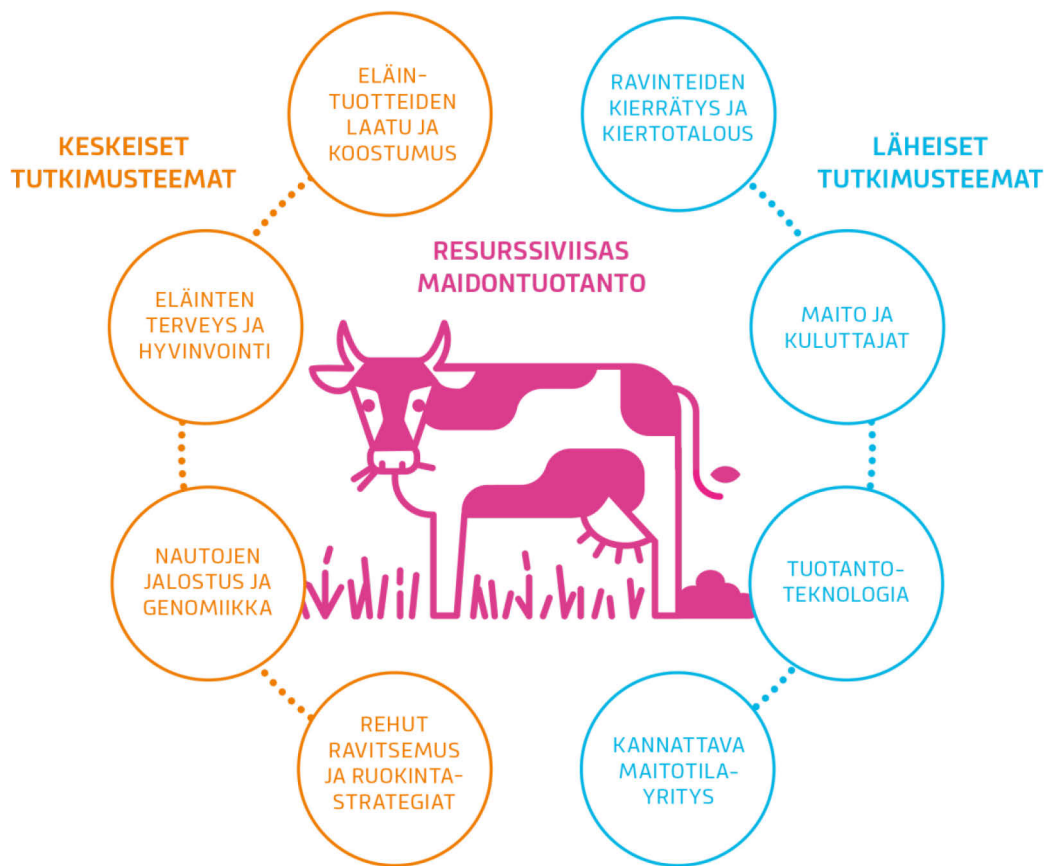 KESKEISET
TUTKIMUSTEEMAT
ELÄIN-
TUOTTEIDEN
LAATU JA
KOOSTUMUS
ELÄINTEN
TERVEYS JA
HYVINVOINTI
NAUTOJEN
JALOSTUS JA
GENOMIIKKA
REHUT
RAVITSEMUS
JA RUOKINTA-
STRATEGIAT
RESURSSIVIISAS
MAIDONTUOTANTO
LÄHEISET
TUTKIMUSTEEMAT
RAVINTEIDEN
KIERRÄTYS JA
KIERTOTALOUS
MAITO JA
KULUTTAJAT
TUOTANTO-
TEKNOLOGIA
KANNATTAVA
MAITOTILA-
YRITYS